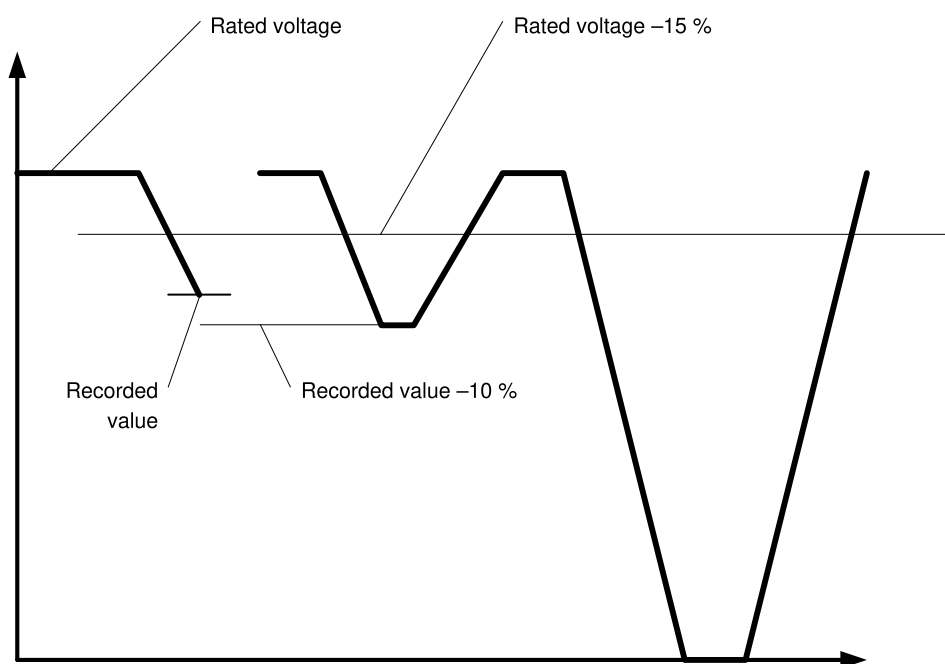 Rated voltage
Rated voltage –15 %
Recorded
value
Recorded value –10 %